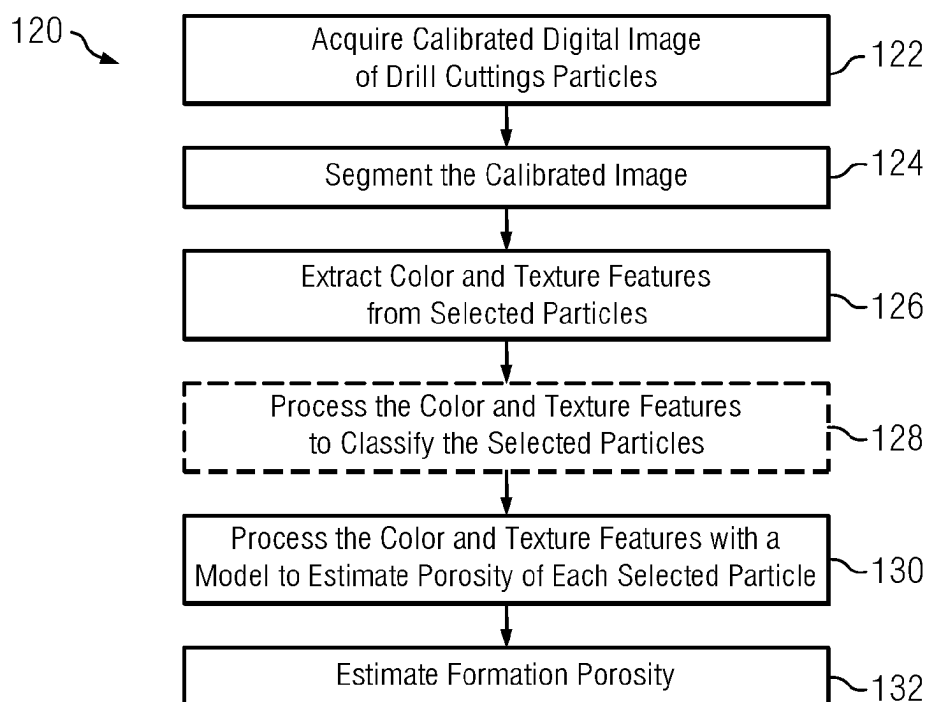 120
Acquire Calibrated Digital Image
of Drill Cuttings Particles
122
Segment the Calibrated Image
124
Extract Color and Texture Features
from Selected Particles
126
Process the Color and Texture Features
to Classify the Selected Particles
128
Process the Color and Texture Features with a
Model to Estimate Porosity of Each Selected Particle
130
Estimate Formation Porosity
132